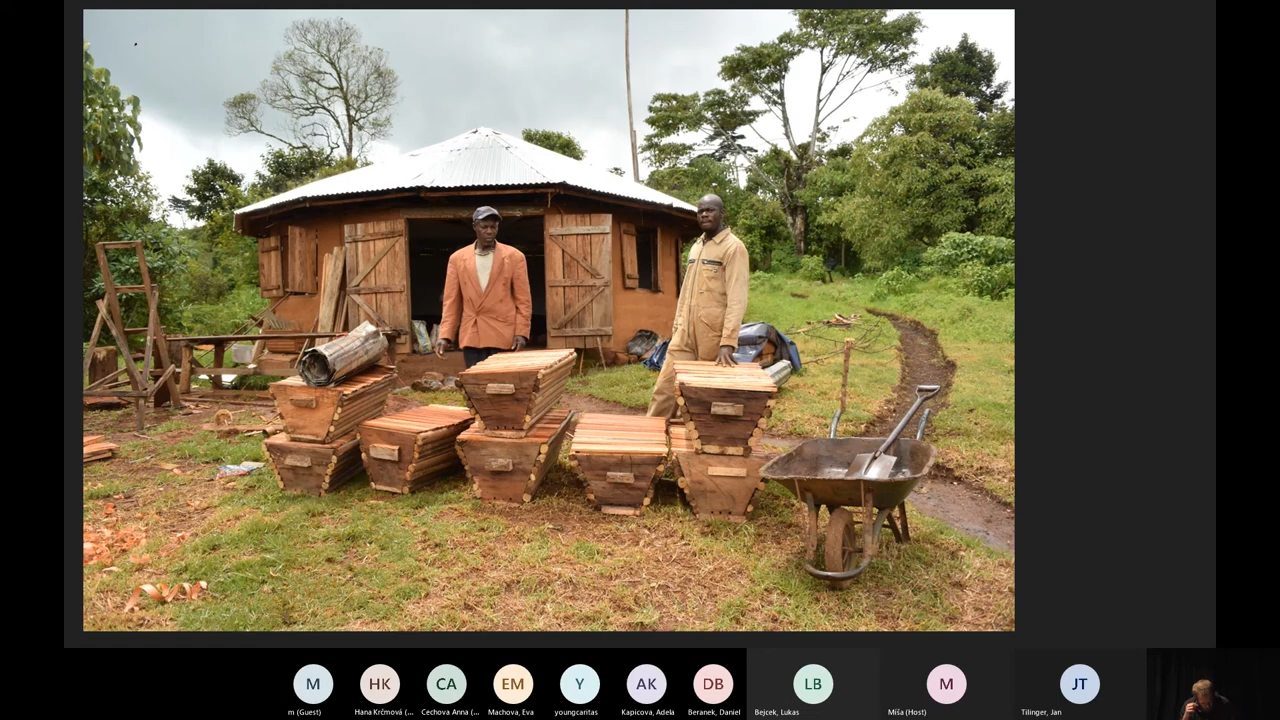 M
HK
CA
EM
Y
AK
DB
LB
M
JT
m (Guest)
Hana Krčmová (...
Cechova Anna (...
Machova, Eva
youngcaritas
Kapicova, Adela
Beranek, Daniel
Bejcek, Lukas
Míša (Host)
Tilinger, Jan